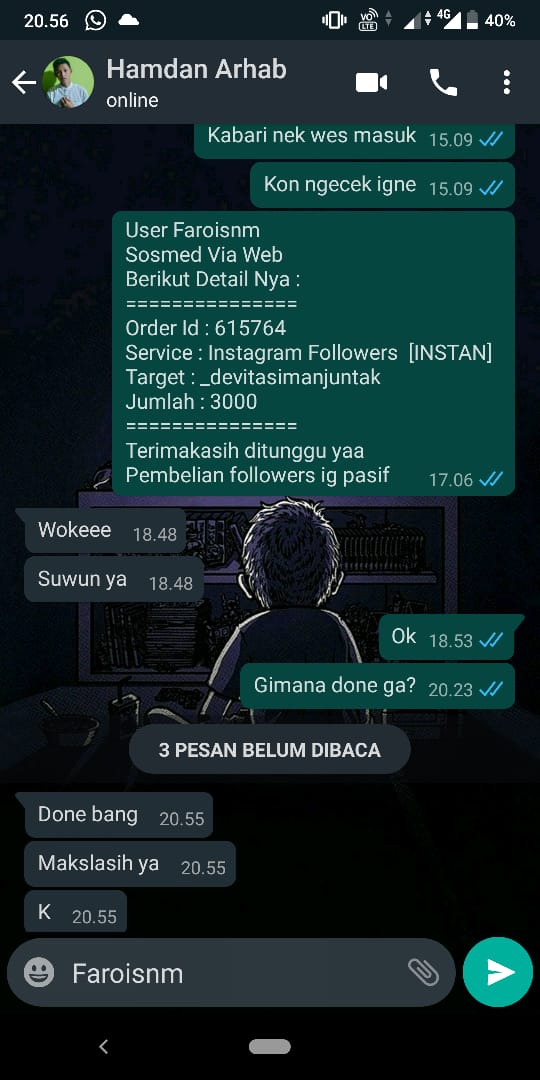 20.56
VO
LTE
4G
40%
Hamdan Arhab
online
Kabari nek wes masuk 15.09
Kon ngecek igne 15.09
User Faroisnm
Sosmed Via Web
Berikut Detail Nya :
===============
Order Id : 615764
Service : Instagram Followers [INSTAN]
Target : _devitasimanjuntak
Jumlah : 3000
===============
Terimakasih ditunggu yaa
Pembelian followers ig pasif 17.06
Wokeee 18.48
Suwun ya 18.48
Ok 18.53
Gimana done ga? 20.23
3 PESAN BELUM DIBACA
Done bang 20.55
Makslasih ya 20.55
K 20.55
Faroisnm